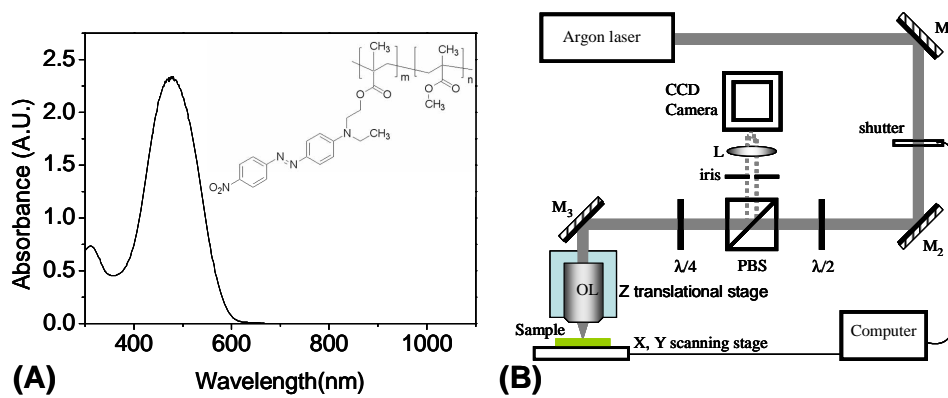 2.5
2.0
1.5
1.0
0.5
0.0
400
600
800
1000
Absorbance (A.U.)
Wavelength(nm)
CH3
CH3
m
n
O
O
O
O
H3C
N
CH3
N
N
O2N
(A)
Argon laser
M
CCD
Camera
shutter
L
iris
M3
M2
λ/4
PBS
λ/2
OL
Z translational stage
Sample
X, Y scanning stage
Computer
(B)